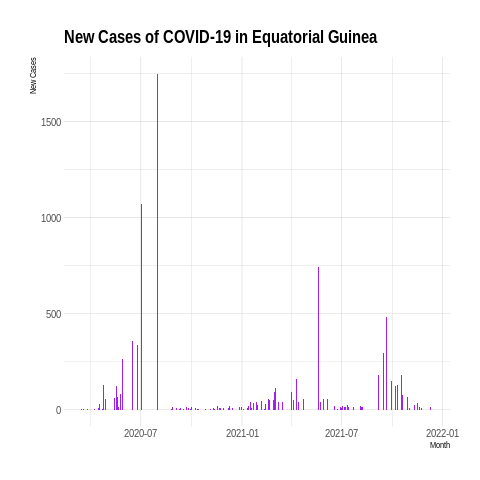 New Cases of COVID-19 in Equatorial Guinea
New Cases
1500
1000
500
0
2020-07
2021-01
2021-07
2022-01
Month